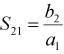 S₂₁ = b₂/a₁